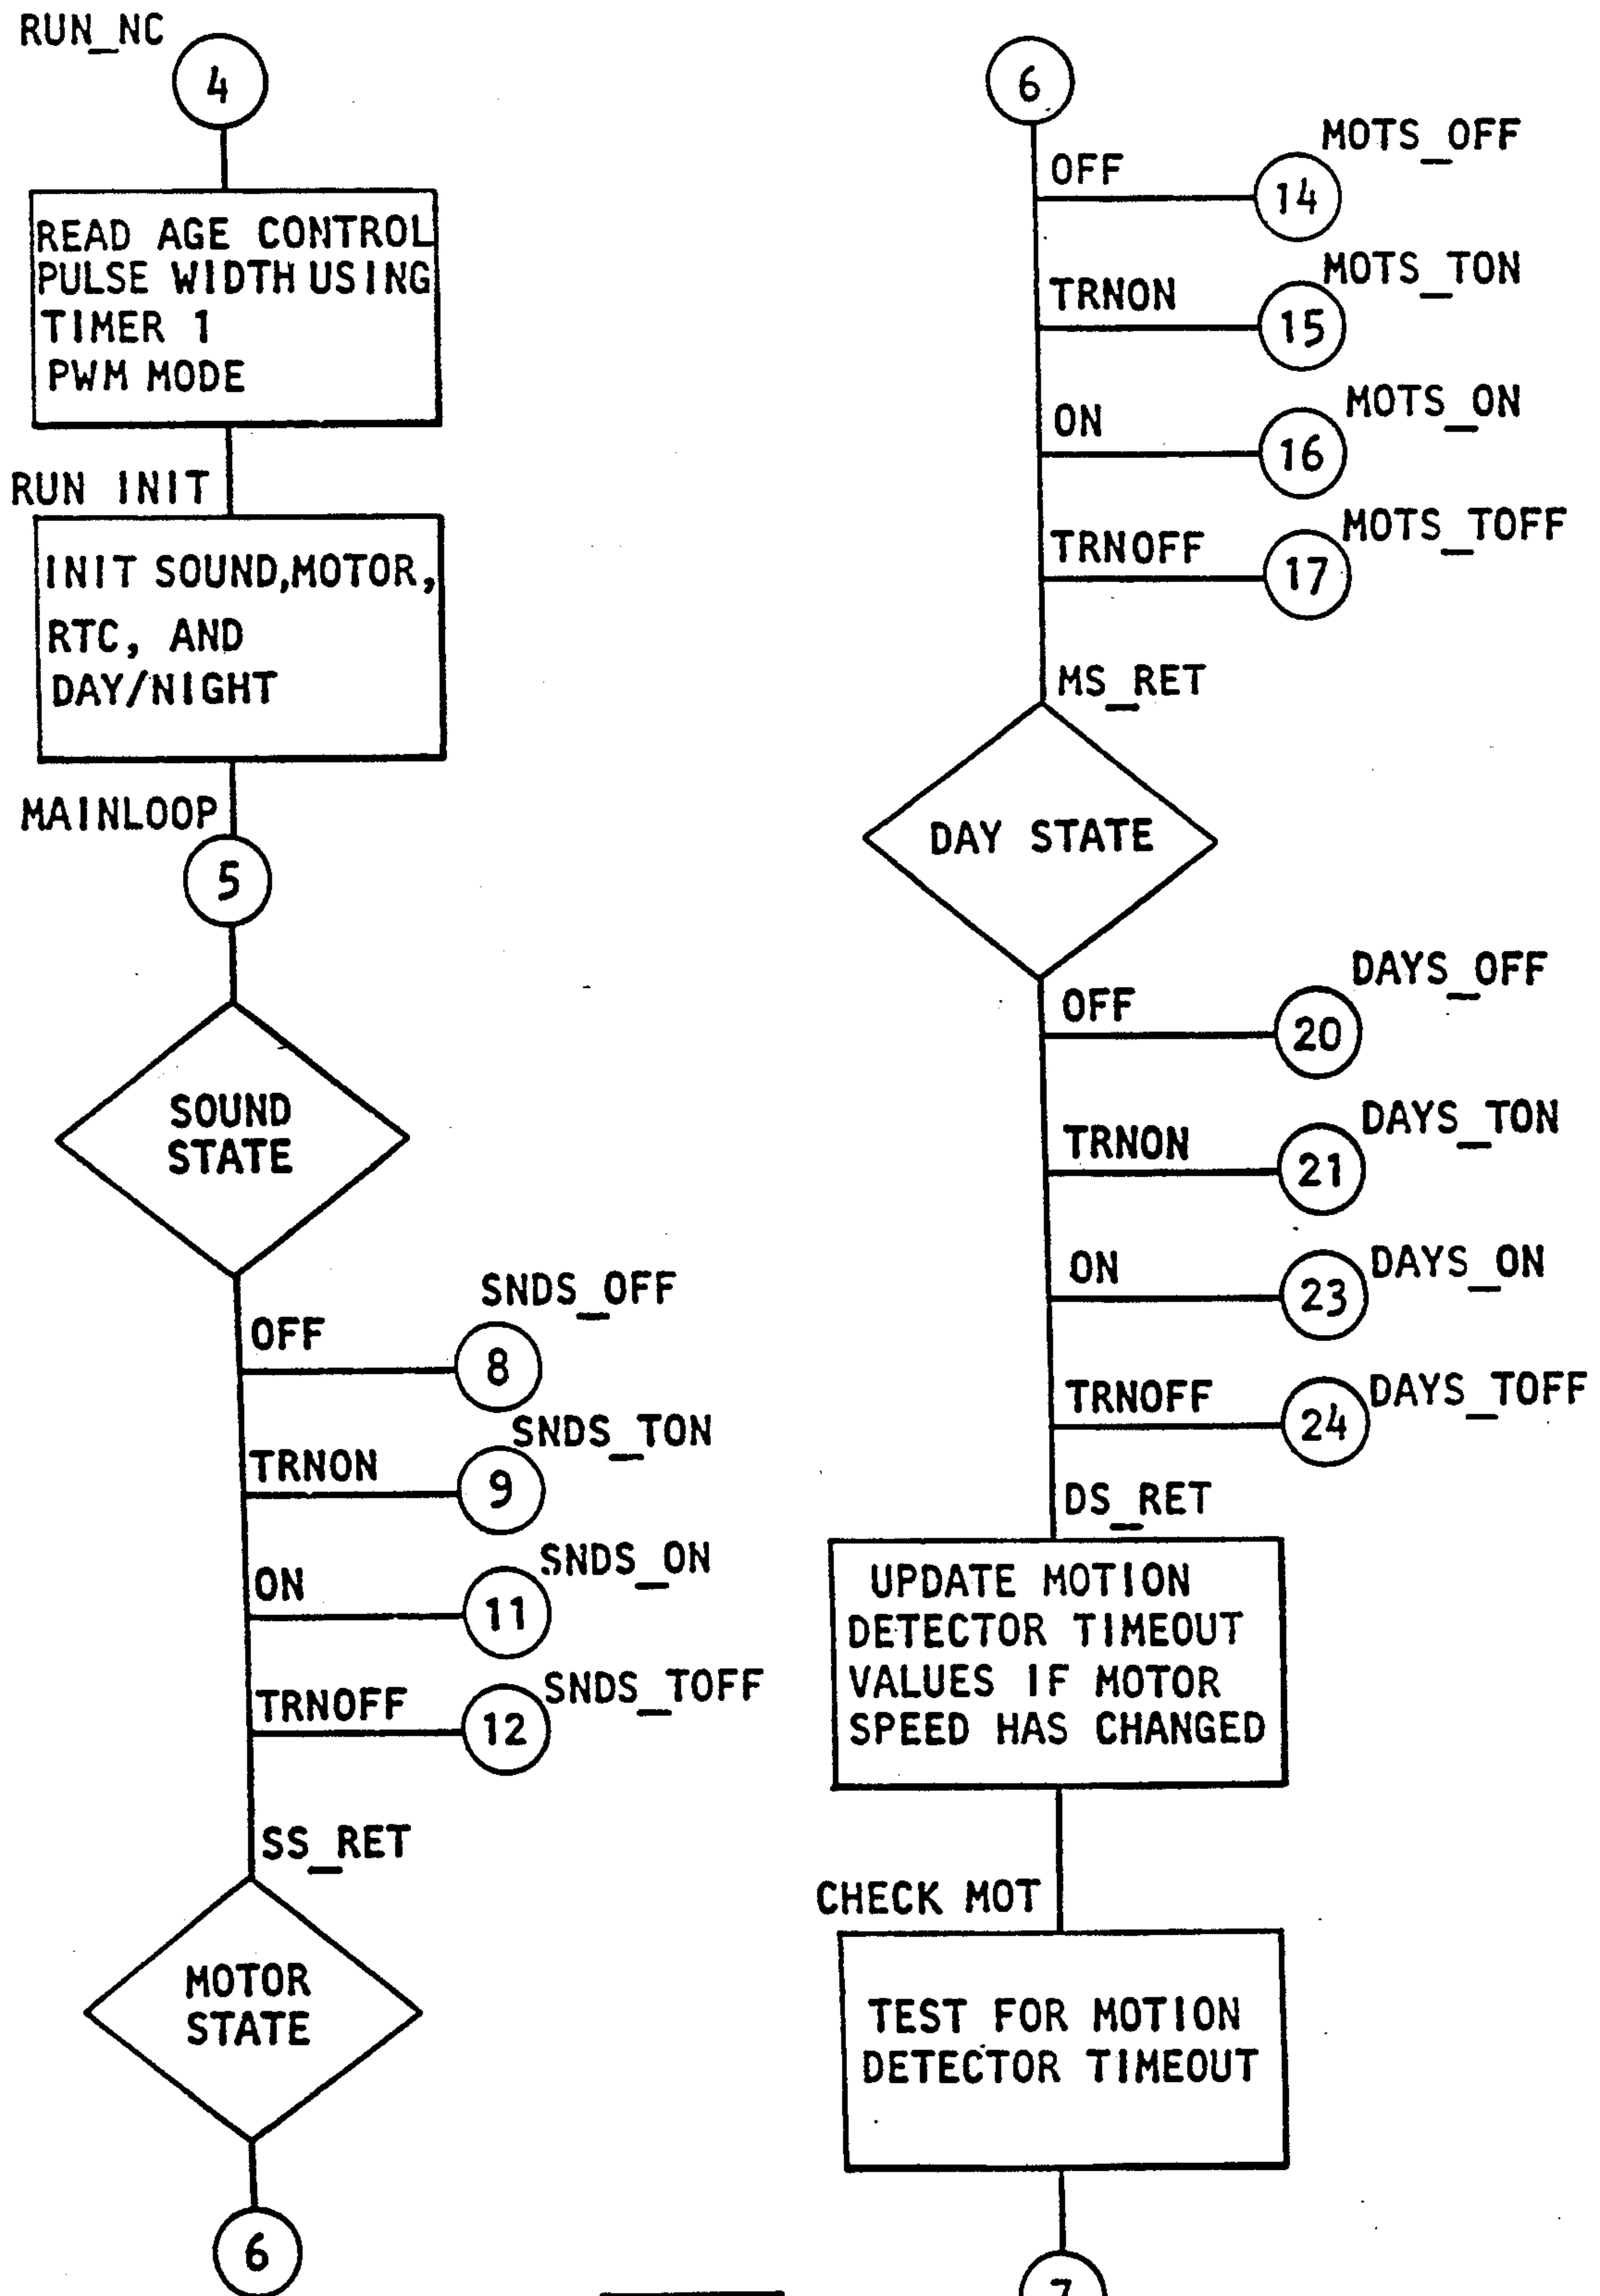 RUN_NC
4
READ AGE CONTROL
PULSE WIDTH USING
TIMER 1
PWM MODE
RUN INIT
INIT SOUND,MOTOR,
RTC, AND
DAY/NIGHT
MAINLOOP
5
SOUND
STATE
OFF
SNDS_OFF
8
TRNON
SNDS_TON
9
ON
SNDS_ON
11
TRNOFF
SNDS_TOFF
12
SS_RET
MOTOR
STATE
6
6
OFF
MOTS_OFF
14
TRNON
MOTS_TON
15
ON
MOTS_ON
16
TRNOFF
MOTS_TOFF
17
MS_RET
DAY STATE
OFF
DAYS_OFF
20
TRNON
DAYS_TON
21
ON
DAYS_ON
23
TRNOFF
DAYS_TOFF
24
DS_RET
UPDATE MOTION
DETECTOR TIMEOUT
VALUES IF MOTOR
SPEED HAS CHANGED
CHECK MOT
TEST FOR MOTION
DETECTOR TIMEOUT
7